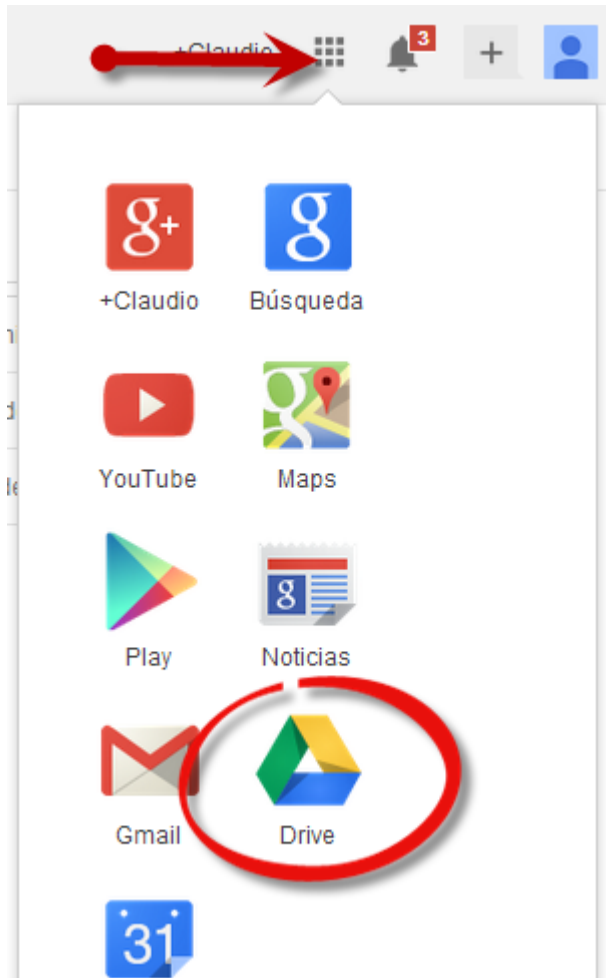 +Claudio
3
+
g+ g
+Claudio Búsqueda
g
YouTube Maps
g
Play Noticias
Gmail Drive
31